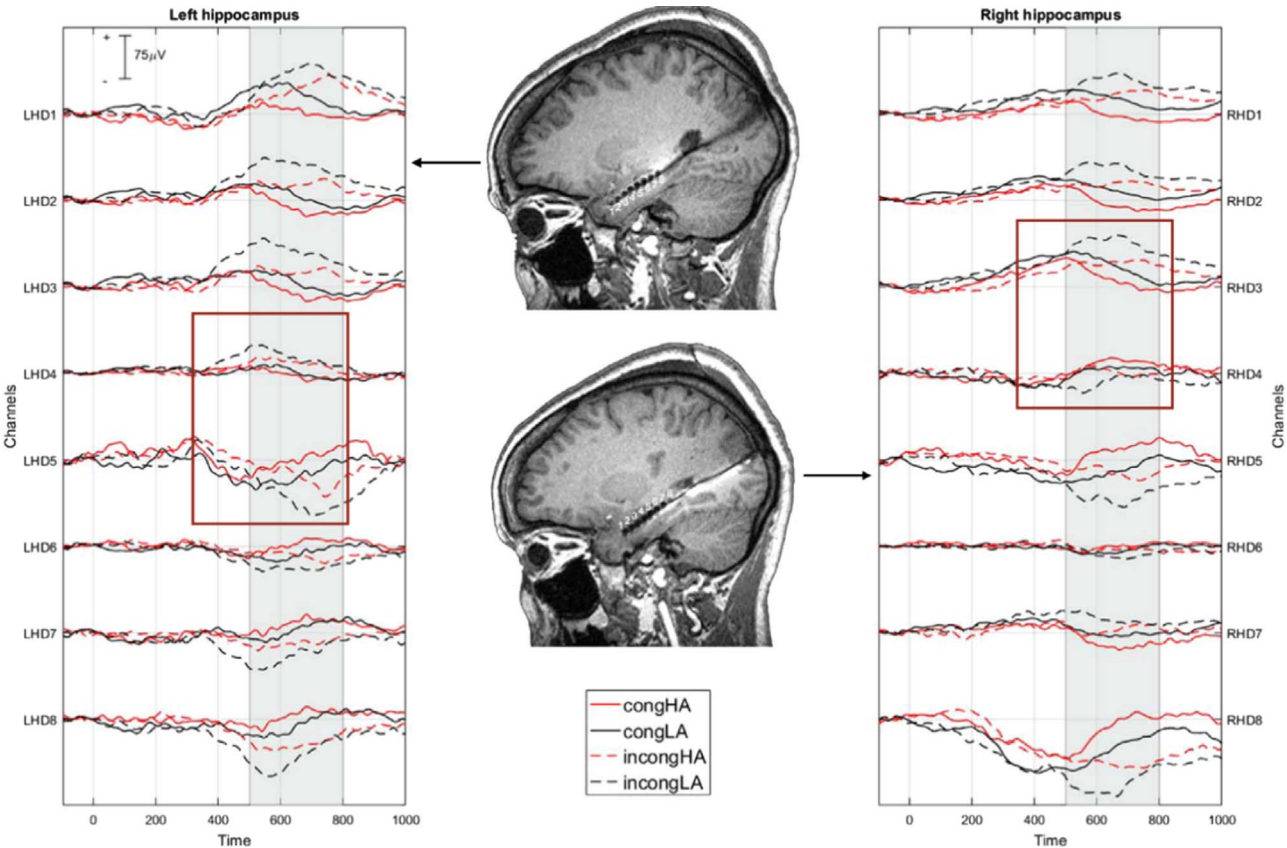 Left hippocampus
+
-
75μV
LHD1
LHD2
LHD3
LHD4
LHD5
LHD6
LHD7
LHD8
Channels
0 200 400 600 800 1000
Time
congHA
congLA
incongHA
incongLA
Right hippocampus
RHD1
RHD2
RHD3
RHD4
RHD5
RHD6
RHD7
RHD8
Channels
0 200 400 600 800 1000
Time